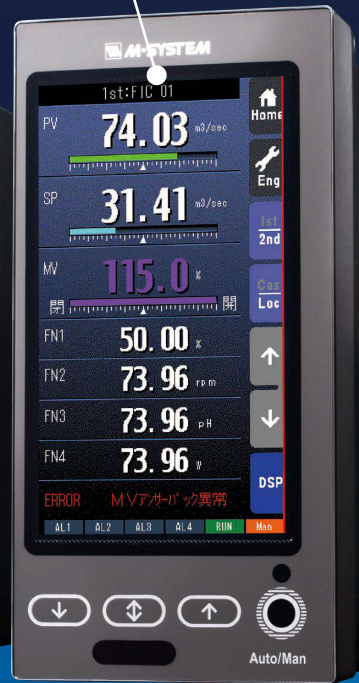 M-SYSTEM
1st:FIC 01
Home
PV 74.03 m3/sec
Eng
SP 31.41 m3/sec
1st
2nd
MV 115.0 %
閉 開
Cas
Loc
FN1 50.00 %
FN2 73.96 rpm
FN3 73.96 pH
FN4 73.96 W
DSP
ERROR MVアンサーバック異常
AL1 AL2 AL3 AL4 RUN Man
Auto/Man